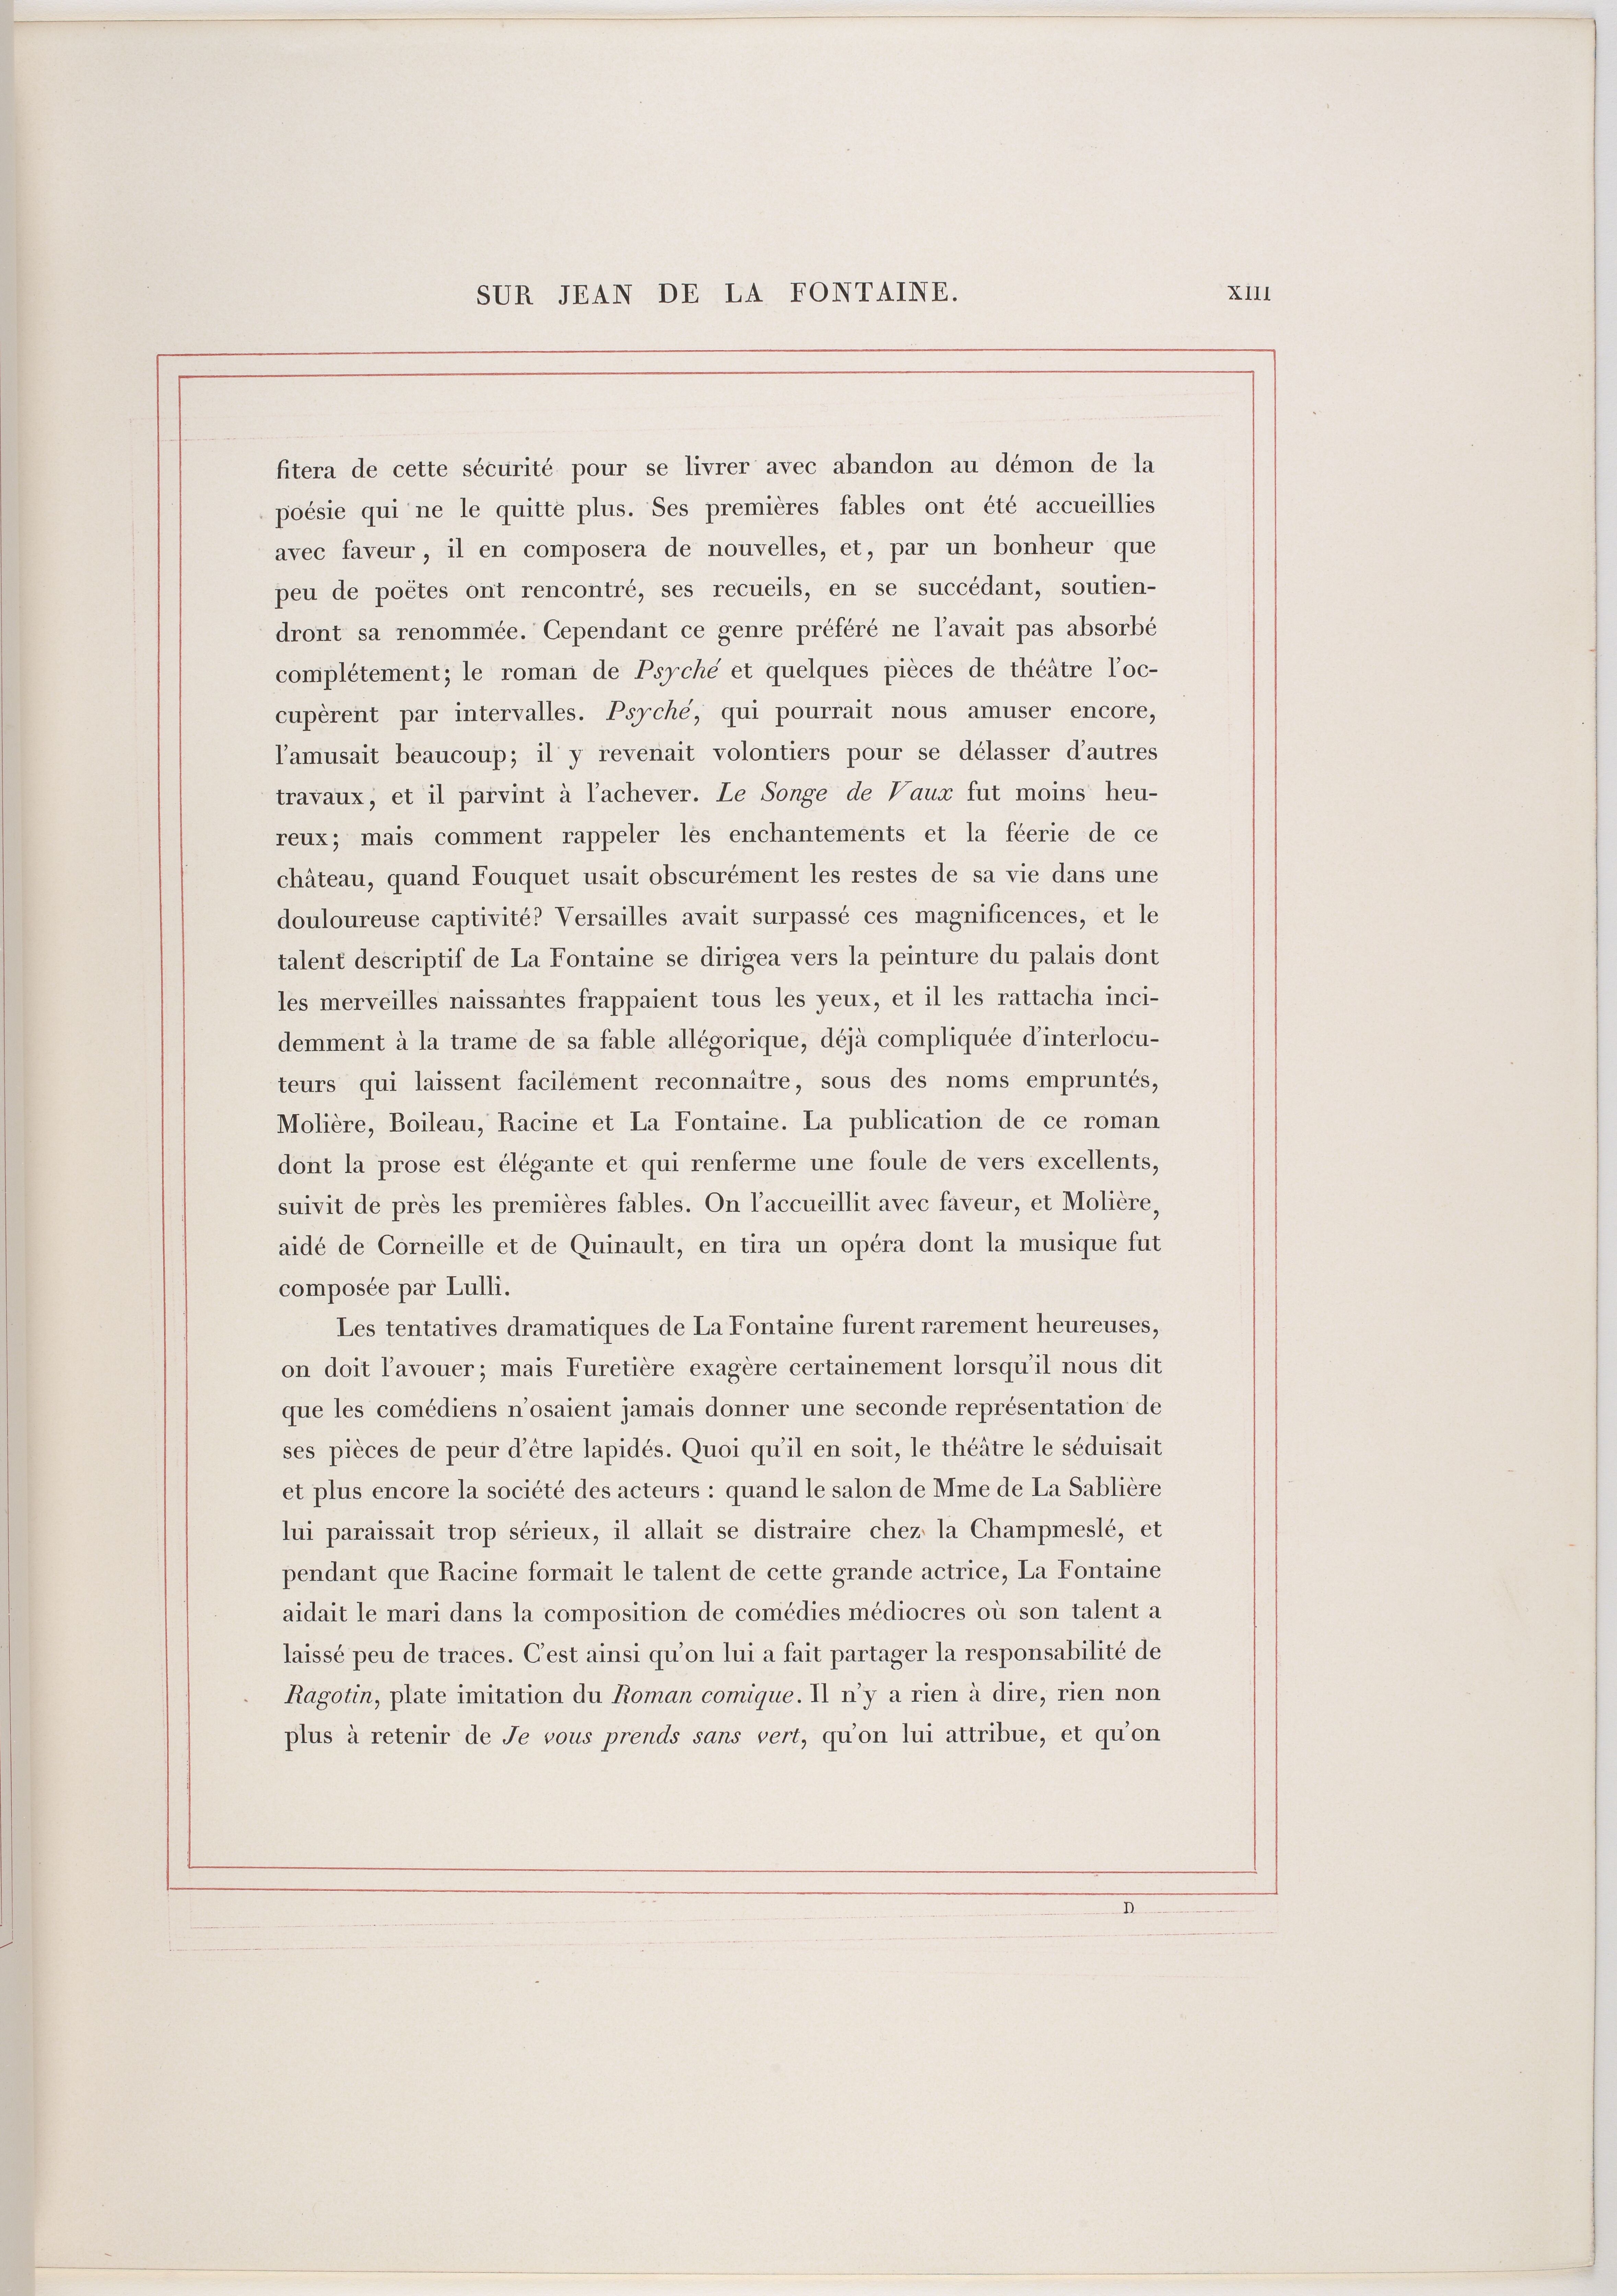 SUR JEAN DE LA FONTAINE. XIII
fitera de cette sécurité pour se livrer avec abandon au démon de la
poésie qui ne le quitte plus. Ses premières fables ont été accueillies
avec faveur, il en composera de nouvelles, et, par un bonheur que
peu de poëtes ont rencontré, ses recueils, en se succédant, soutien-
dront sa renommée. Cependant ce genre préféré ne l'avait pas absorbé
complétement; le roman de Psyché et quelques pièces de théâtre l'oc-
cupèrent par intervalles. Psyché, qui pourrait nous amuser encore,
l'amusait beaucoup; il y revenait volontiers pour se délasser d'autres
travaux, et il parvint à l'achever. Le Songe de Vaux fut moins heu-
reux; mais comment rappeler les enchantements et la féerie de ce
château, quand Fouquet usait obscurément les restes de sa vie dans une
douloureuse captivité? Versailles avait surpassé ces magnificences, et le
talent descriptif de La Fontaine se dirigea vers la peinture du palais dont
les merveilles naissantes frappaient tous les yeux, et il les rattacha inci-
demment à la trame de sa fable allégorique, déjà compliquée d'interlocu-
teurs qui laissent facilement reconnaître, sous des noms empruntés,
Molière, Boileau, Racine et La Fontaine. La publication de ce roman
dont la prose est élégante et qui renferme une foule de vers excellents,
suivit de près les premières fables. On l'accueillit avec faveur, et Molière,
aidé de Corneille et de Quinault, en tira un opéra dont la musique fut
composée par Lulli.
Les tentatives dramatiques de La Fontaine furent rarement heureuses,
on doit l'avouer; mais Furetière exagère certainement lorsqu'il nous dit
que les comédiens n'osaient jamais donner une seconde représentation de
ses pièces de peur d'être lapidés. Quoi qu'il en soit, le théâtre le séduisait
et plus encore la société des acteurs : quand le salon de Mme de La Sablière
lui paraissait trop sérieux, il allait se distraire chez la Champmeslé, et
pendant que Racine formait le talent de cette grande actrice, La Fontaine
aidait le mari dans la composition de comédies médiocres où son talent a
laissé peu de traces. C'est ainsi qu'on lui a fait partager la responsabilité de
Ragotin, plate imitation du Roman comique. Il n'y a rien à dire, rien non
plus à retenir de Je vous prends sans vert, qu'on lui attribue, et qu'on
D